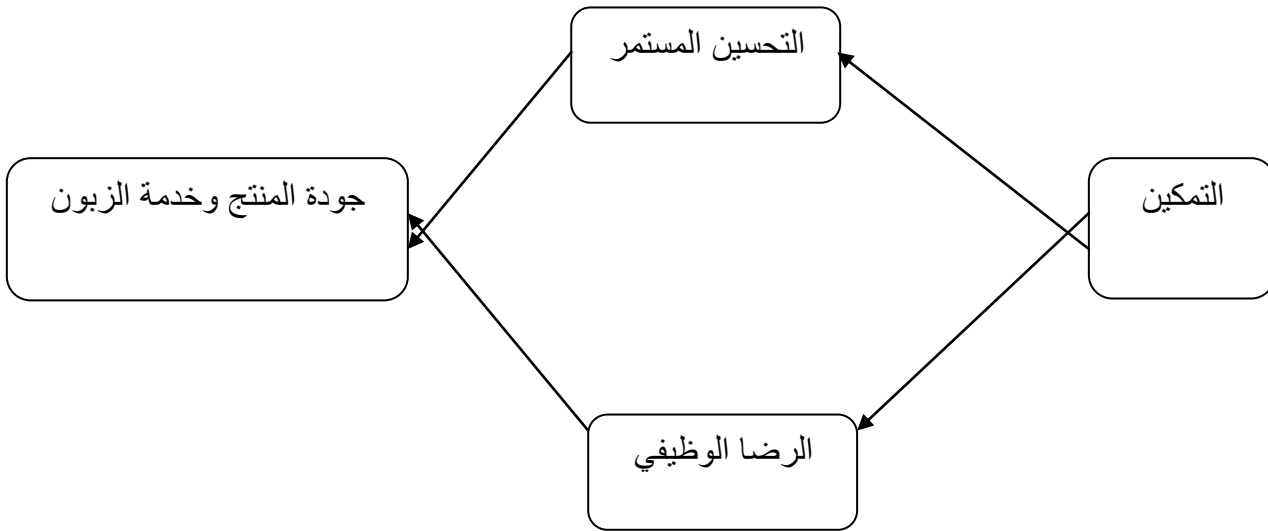 التحسين المستمر
التمكين
جودة المنتج وخدمة الزبون
الرضا الوظيفي